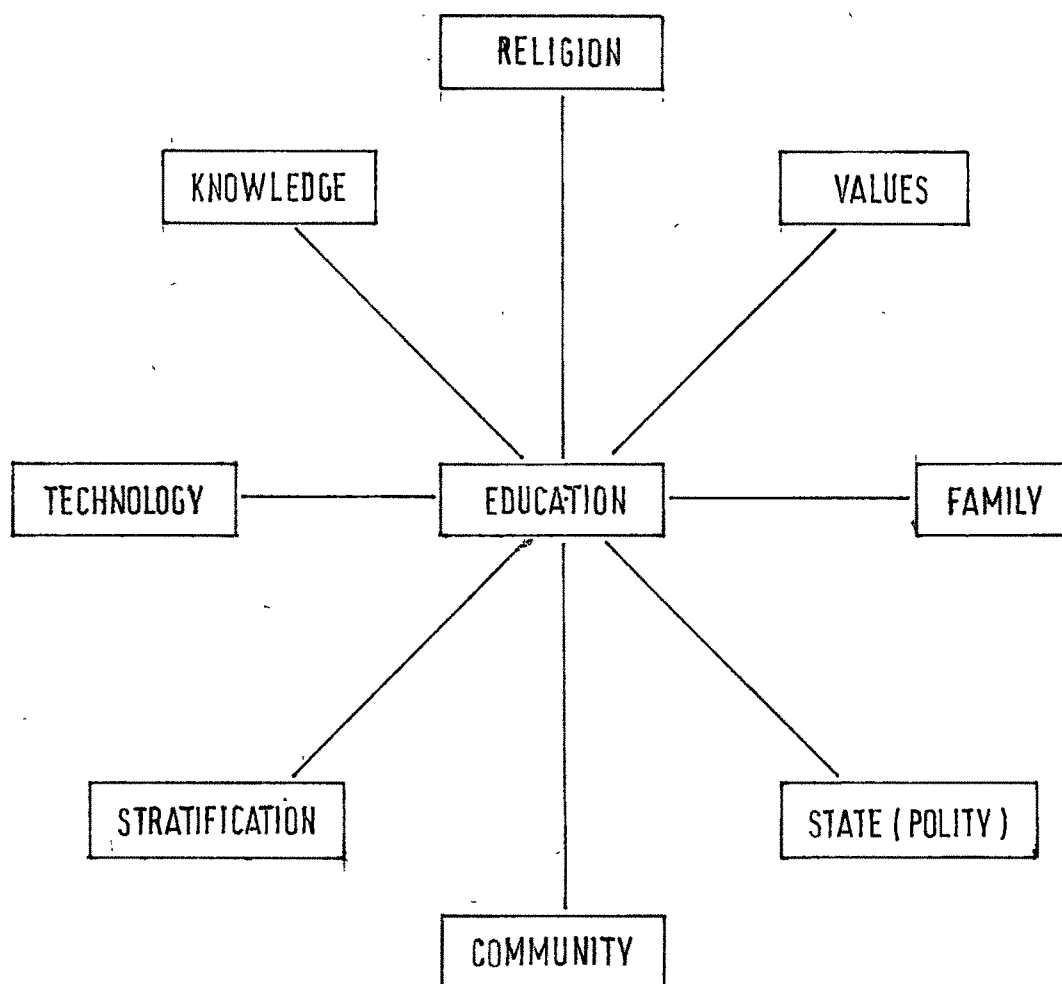 RELIGION
KNOWLEDGE
VALUES
TECHNOLOGY
EDUCATION
FAMILY
STRATIFICATION
STATE ( POLITY )
COMMUNITY